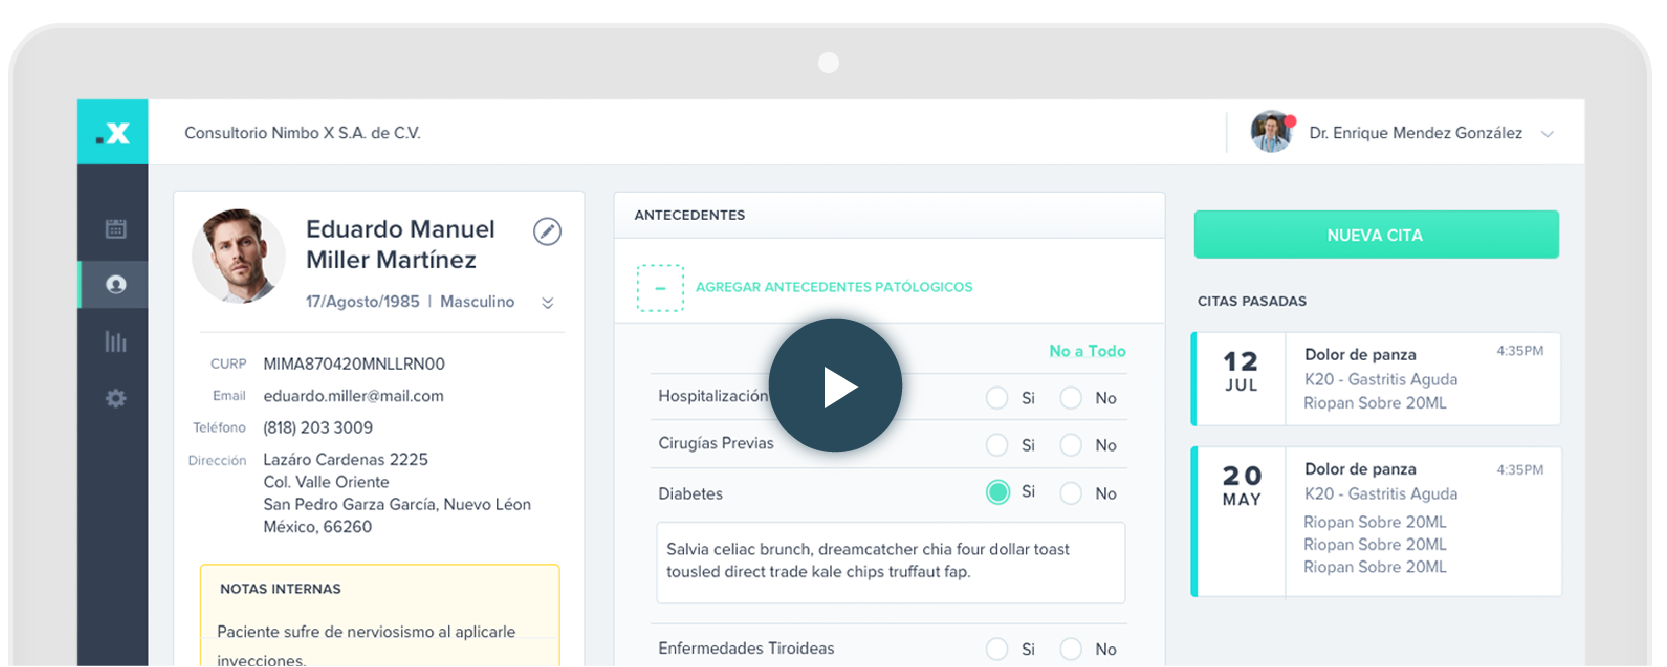 .X
Consultorio Nimbo X S.A. de C.V.
Dr. Enrique Mendez González
Eduardo Manuel
Miller Martínez
17/Agosto/1985 | Masculino
CURP MIMA870420MNLLRN00
Email eduardo.miller@mail.com
Teléfono (818) 203 3009
Dirección Lazáro Cardenas 2225
Col. Valle Oriente
San Pedro Garza García, Nuevo Léon
México, 66260
NOTAS INTERNAS
Paciente sufre de nerviosismo al aplicarle
inyecciones.
ANTECEDENTES
AGREGAR ANTECEDENTES PATÓLOGICOS
No a Todo
Hospitalización Si No
Cirugías Previas Si No
Diabetes Si No
Salvia celiac brunch, dreamcatcher chia four dollar toast
tousled direct trade kale chips truffaut fap.
Enfermedades Tiroideas Si No
NUEVA CITA
CITAS PASADAS
12 JUL
Dolor de panza 4:35PM
K20 - Gastritis Aguda
Riopan Sobre 20ML
20 MAY
Dolor de panza 4:35PM
K20 - Gastritis Aguda
Riopan Sobre 20ML
Riopan Sobre 20ML
Riopan Sobre 20ML